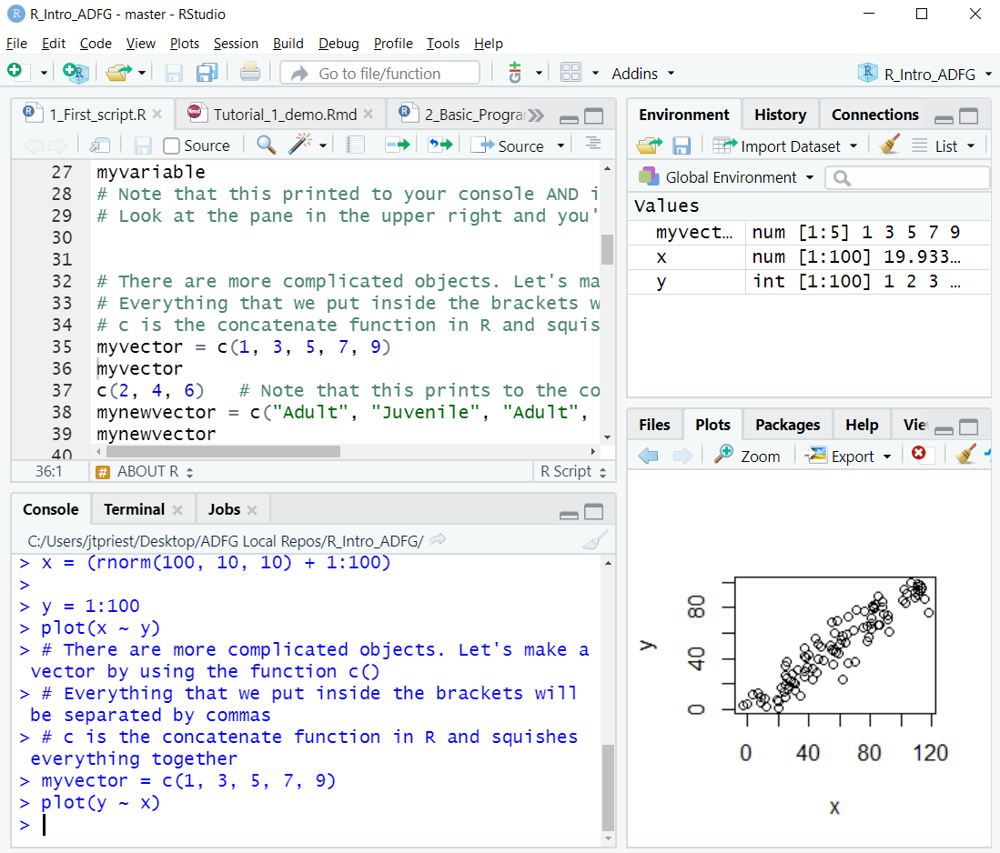 R_Intro_ADFG - master - RStudio
File Edit Code View Plots Session Build Debug Profile Tools Help
Go to file/function Addins R_Intro_ADFG
1_First_script.R Tutorial_1_demo.Rmd 2_Basic_Progra
Source Source
27 myvariable
28 # Note that this printed to your console AND i
29 # Look at the pane in the upper right and you'
30
31
32 # There are more complicated objects. Let's ma
33 # Everything that we put inside the brackets w
34 # c is the concatenate function in R and squis
35 myvector = c(1, 3, 5, 7, 9)
36 myvector
37 c(2, 4, 6) # Note that this prints to the co
38 mynewvector = c("Adult", "Juvenile", "Adult",
39 mynewvector
40
36:1 # ABOUT R R Script
Console Terminal Jobs
C:/Users/jtpriest/Desktop/ADFG Local Repos/R_Intro_ADFG/
> x = (rnorm(100, 10, 10) + 1:100)
>
> y = 1:100
> plot(x ~ y)
> # There are more complicated objects. Let's make a
vector by using the function c()
> # Everything that we put inside the brackets will
be separated by commas
> # c is the concatenate function in R and squishes
everything together
> myvector = c(1, 3, 5, 7, 9)
> plot(y ~ x)
>
Environment History Connections
Import Dataset List
Global Environment
Values
myvect… num [1:5] 1 3 5 7 9
x num [1:100] 19.933…
y int [1:100] 1 2 3 …
Files Plots Packages Help Vie
Zoom Export
y
80
40
0
0 40 80 120
x